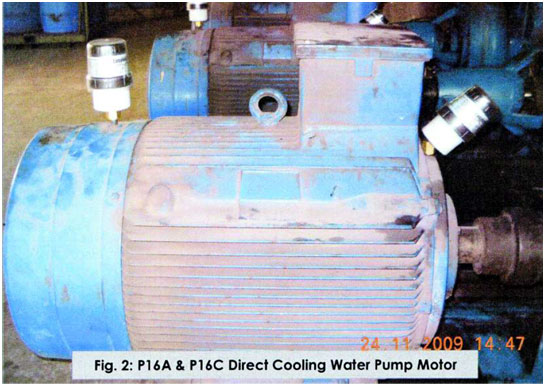 24.11.2009 14:47
Fig. 2: P16A & P16C Direct Cooling Water Pump Motor